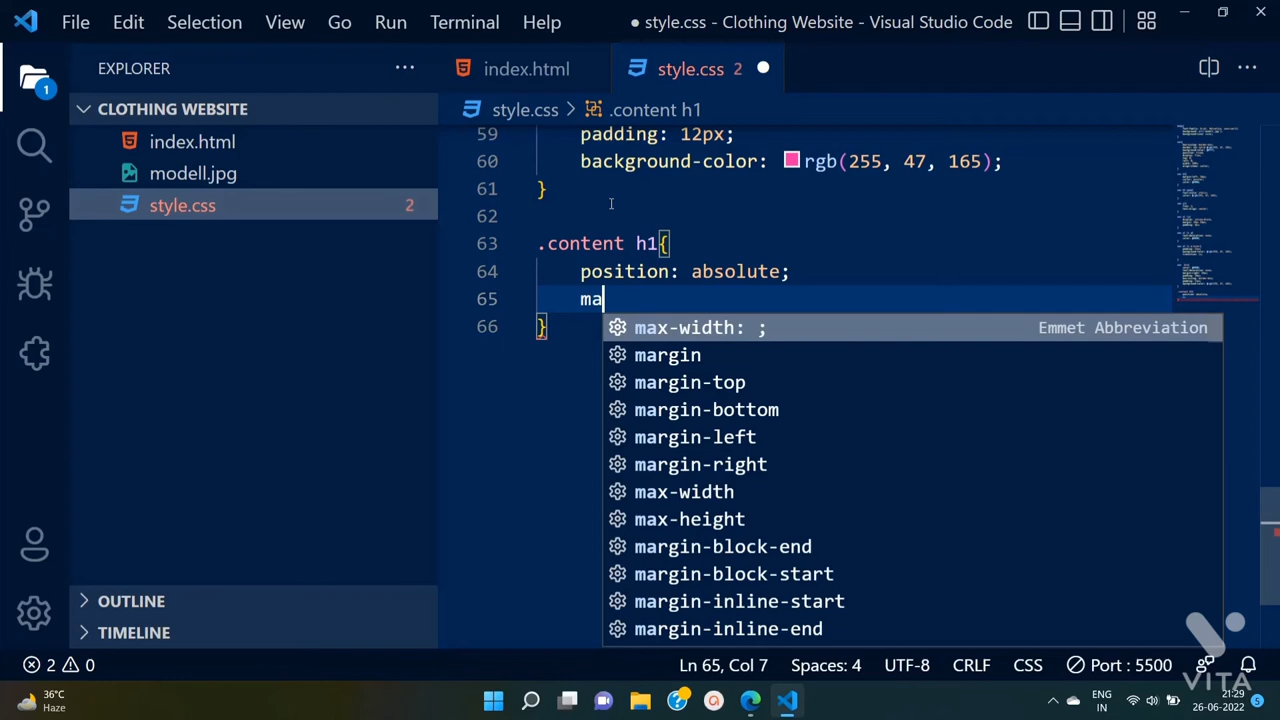 File Edit Selection View Go Run Terminal Help ● style.css - Clothing Website - Visual Studio Code
EXPLORER
index.html
style.css 2
CLOTHING WEBSITE
style.css > .content h1
1
index.html
modell.jpg
style.css 2
59 padding: 12px;
60 background-color: rgb(255, 47, 165);
61 }
62
63 .content h1{
64 position: absolute;
65 ma
66 }
max-width: ; Emmet Abbreviation
margin
margin-top
margin-bottom
margin-left
margin-right
max-width
max-height
margin-block-end
margin-block-start
margin-inline-start
margin-inline-end
OUTLINE
TIMELINE
VITA
2 0 Ln 65, Col 7 Spaces: 4 UTF-8 CRLF CSS Port : 5500
36°C
Haze
ENG
IN
21:29
26-06-2022
5